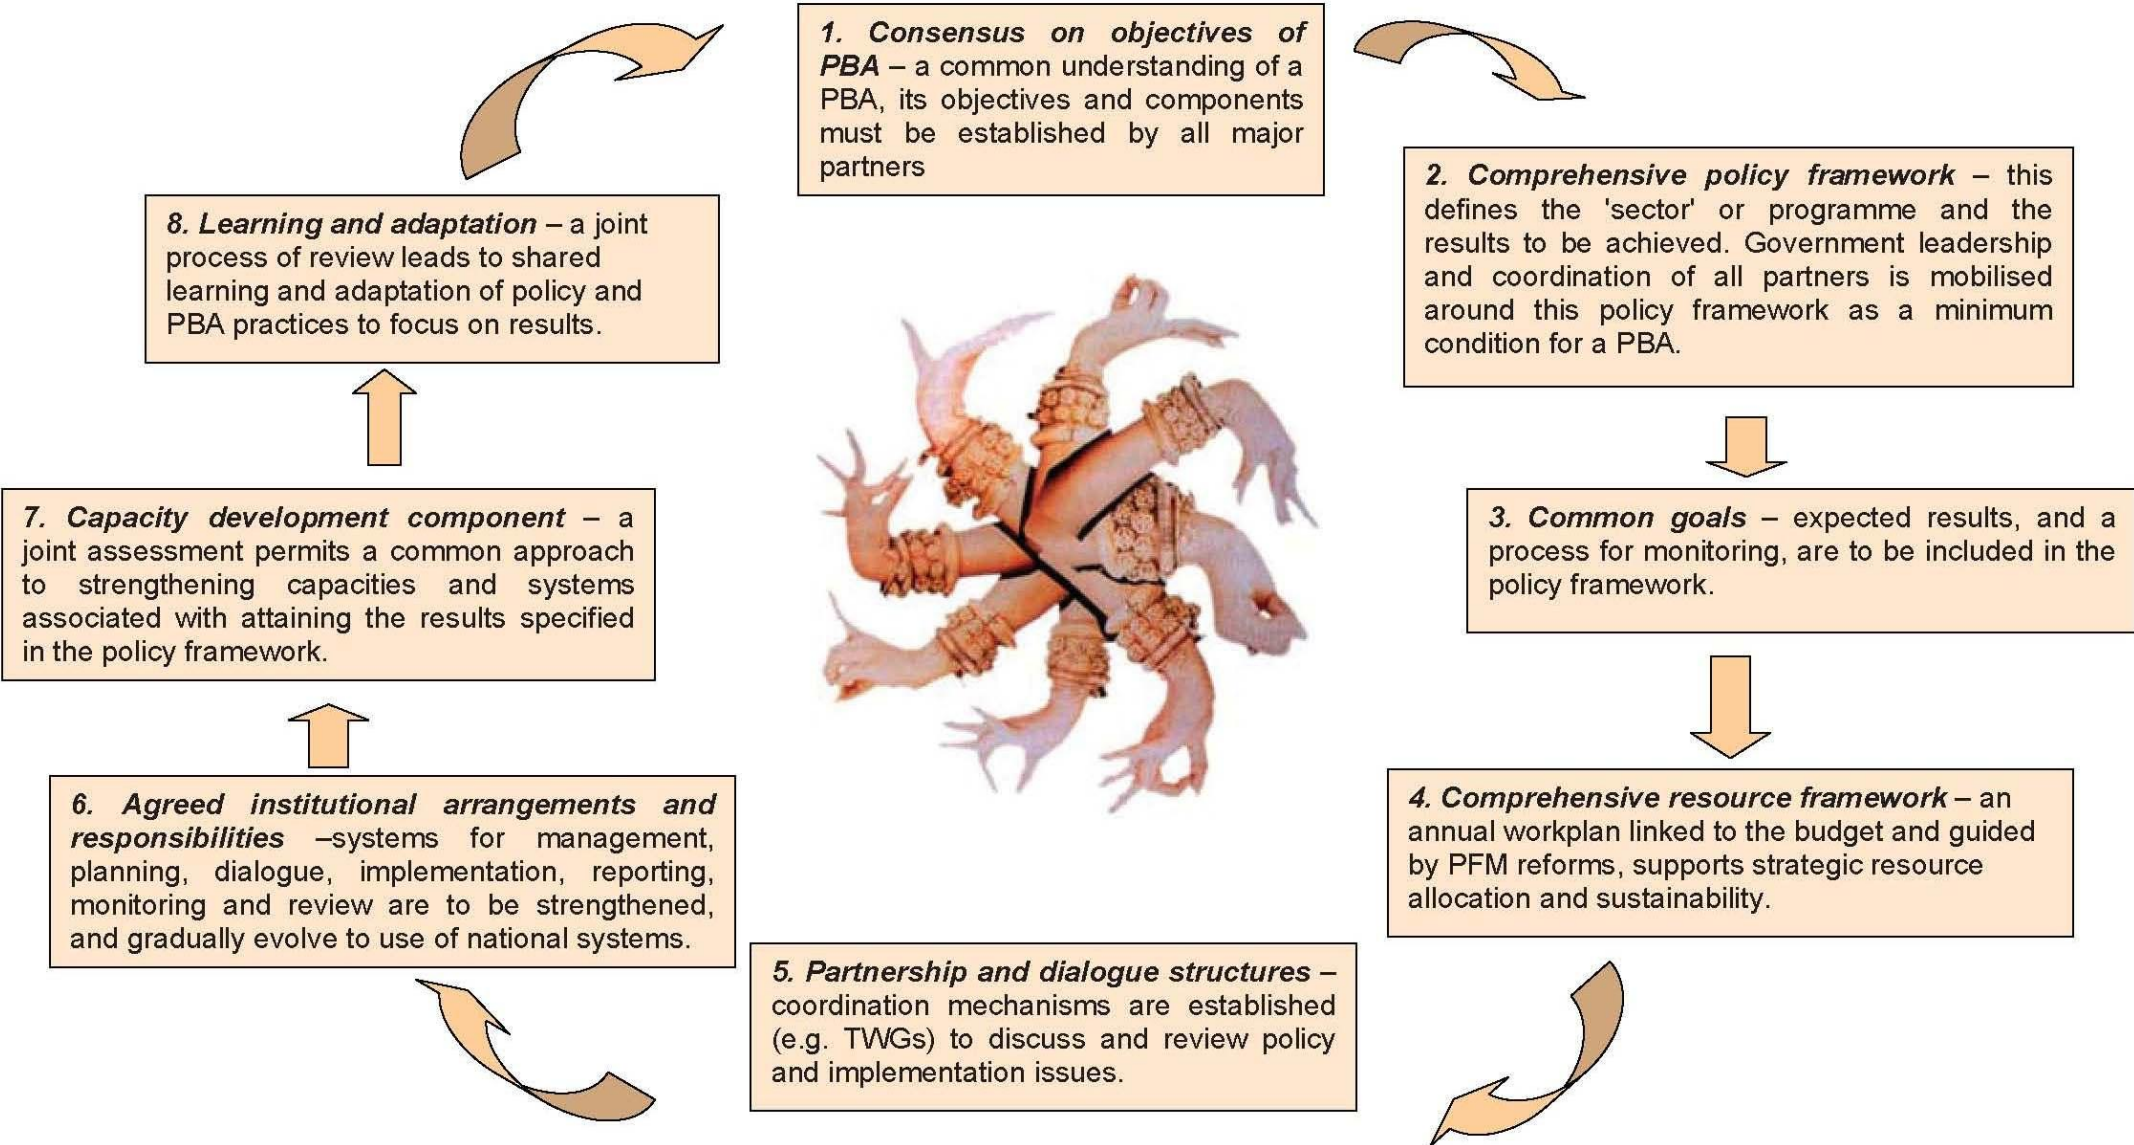 1. Consensus on objectives of
PBA – a common understanding of a
PBA, its objectives and components
must be established by all major
partners
2. Comprehensive policy framework – this
defines the 'sector' or programme and the
results to be achieved. Government leadership
and coordination of all partners is mobilised
around this policy framework as a minimum
condition for a PBA.
3. Common goals – expected results, and a
process for monitoring, are to be included in the
policy framework.
4. Comprehensive resource framework – an
annual workplan linked to the budget and guided
by PFM reforms, supports strategic resource
allocation and sustainability.
5. Partnership and dialogue structures –
coordination mechanisms are established
(e.g. TWGs) to discuss and review policy
and implementation issues.
6. Agreed institutional arrangements and
responsibilities –systems for management,
planning, dialogue, implementation, reporting,
monitoring and review are to be strengthened,
and gradually evolve to use of national systems.
7. Capacity development component – a
joint assessment permits a common approach
to strengthening capacities and systems
associated with attaining the results specified
in the policy framework.
8. Learning and adaptation – a joint
process of review leads to shared
learning and adaptation of policy and
PBA practices to focus on results.